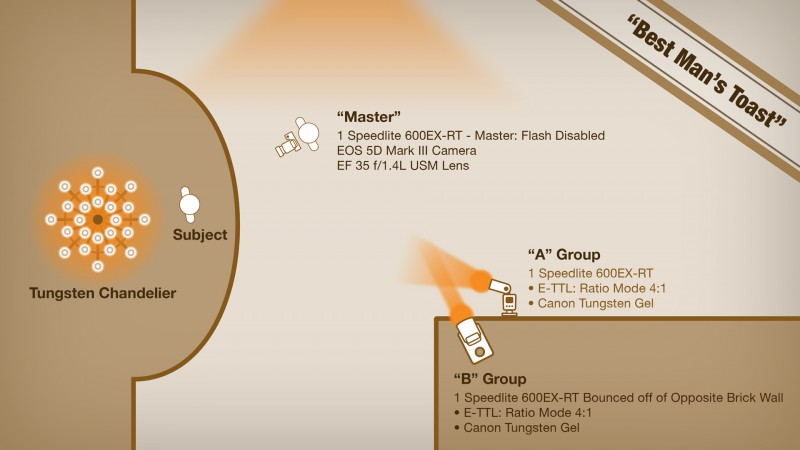 “Best Man’s Toast”
“Master”
1 Speedlite 600EX-RT - Master: Flash Disabled
EOS 5D Mark III Camera
EF 35 f/1.4L USM Lens
Subject
Tungsten Chandelier
“A” Group
1 Speedlite 600EX-RT
• E-TTL: Ratio Mode 4:1
• Canon Tungsten Gel
“B” Group
1 Speedlite 600EX-RT Bounced off of Opposite Brick Wall
• E-TTL: Ratio Mode 4:1
• Canon Tungsten Gel